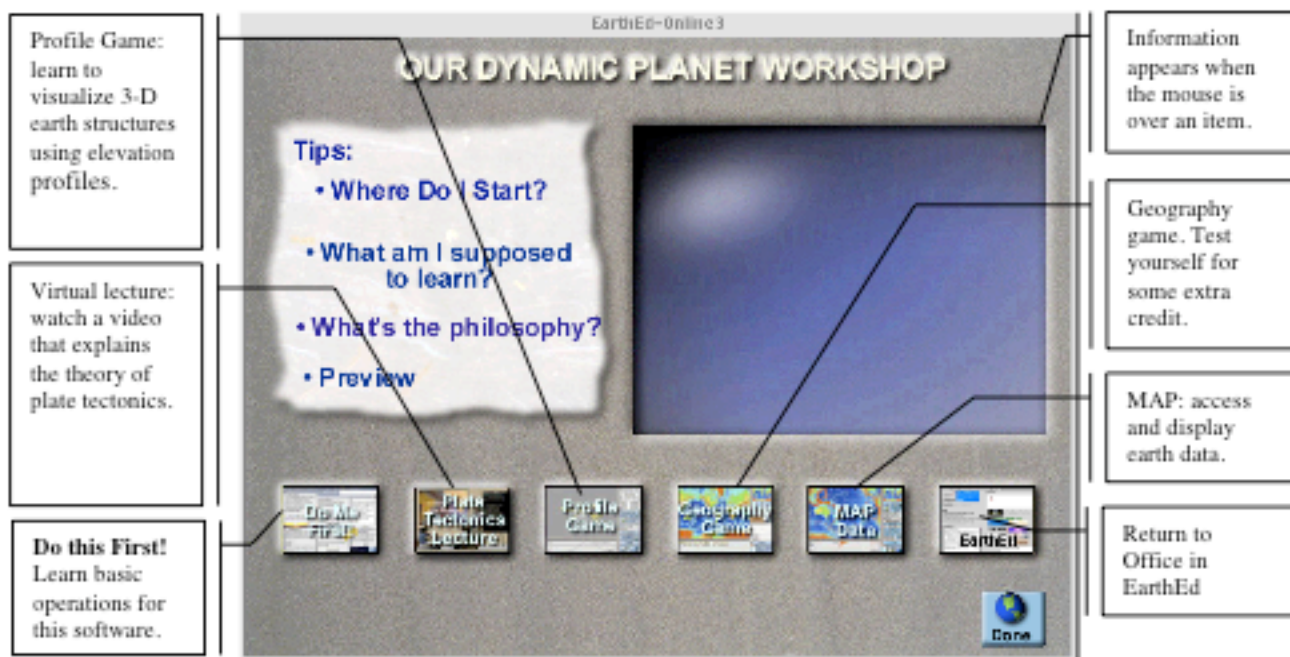 Profile Game:
learn to
visualize 3-D
earth structures
using elevation
profiles.
Virtual lecture:
watch a video
that explains
the theory of
plate tectonics.
Do this First!
Learn basic
operations for
this software.
EarthEd-Online3
OUR DYNAMIC PLANET WORKSHOP
Tips:
• Where Do I Start?
• What am I supposed
to learn?
• What's the philosophy?
• Preview
Do Me
First!
Plate
Tectonics
Lecture
Profile
Game
Geography
Game
MAP
Data
EarthEd
Done
Information
appears when
the mouse is
over an item.
Geography
game. Test
yourself for
some extra
credit.
MAP: access
and display
earth data.
Return to
Office in
EarthEd